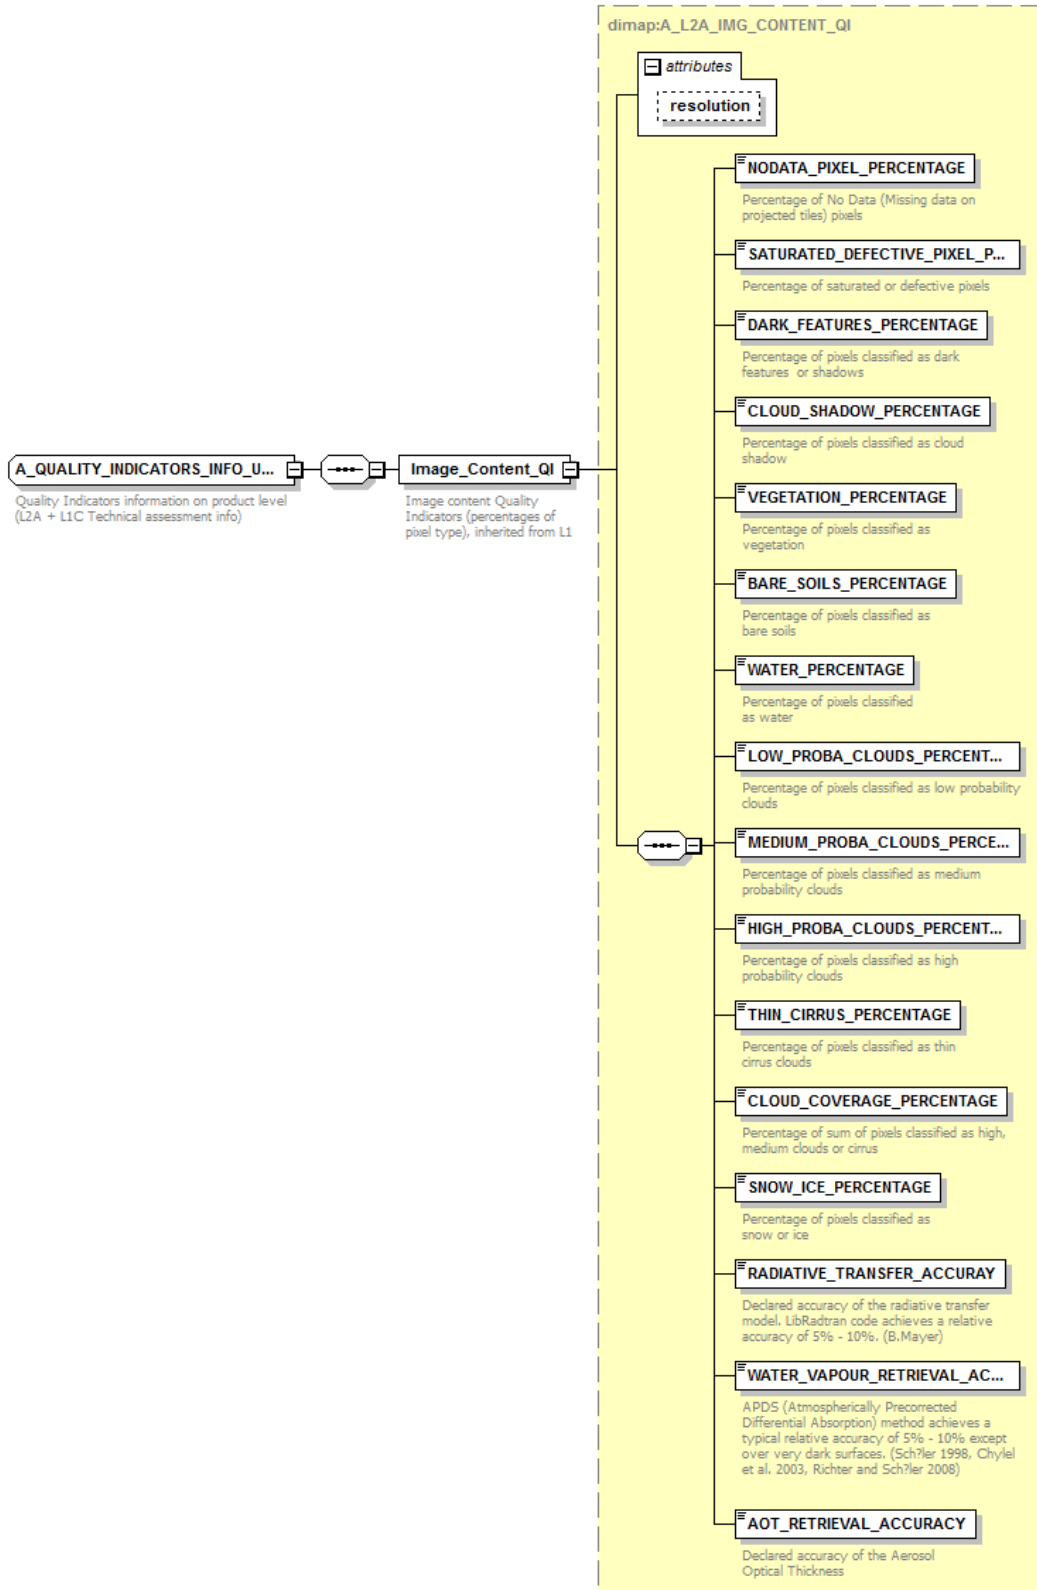 dimap:A_L2A_IMG_CONTENT_QI
attributes
resolution
NODATA_PIXEL_PERCENTAGE
Percentage of No Data (Missing data on
projected tiles) pixels
SATURATED_DEFECTIVE_PIXEL_P...
Percentage of saturated or defective pixels
DARK_FEATURES_PERCENTAGE
Percentage of pixels classified as dark
features or shadows
CLOUD_SHADOW_PERCENTAGE
Percentage of pixels classified as cloud
shadow
A_QUALITY_INDICATORS_INFO_U...
Quality Indicators information on product level
(L2A + L1C Technical assessment info)
Image_Content_QI
Image content Quality
Indicators (percentages of
pixel type), inherited from L1
VEGETATION_PERCENTAGE
Percentage of pixels classified as
vegetation
BARE_SOILS_PERCENTAGE
Percentage of pixels classified as
bare soils
WATER_PERCENTAGE
Percentage of pixels classified
as water
LOW_PROBA_CLOUDS_PERCENT...
Percentage of pixels classified as low probability
clouds
MEDIUM_PROBA_CLOUDS_PERCE...
Percentage of pixels classified as medium
probability clouds
HIGH_PROBA_CLOUDS_PERCENT...
Percentage of pixels classified as high
probability clouds
THIN_CIRRUS_PERCENTAGE
Percentage of pixels classified as thin
cirrus clouds
CLOUD_COVERAGE_PERCENTAGE
Percentage of sum of pixels classified as high,
medium clouds or cirrus
SNOW_ICE_PERCENTAGE
Percentage of pixels classified as
snow or ice
RADIATIVE_TRANSFER_ACCURAY
Declared accuracy of the radiative transfer
model. LibRadtran code achieves a relative
accuracy of 5% - 10%. (B.Mayer)
WATER_VAPOUR_RETRIEVAL_AC...
APDS (Atmospherically Precorrected
Differential Absorption) method achieves a
typical relative accuracy of 5% - 10% except
over very dark surfaces. (Sch?ler 1998, Chylel
et al. 2003, Richter and Sch?ler 2008)
AOT_RETRIEVAL_ACCURACY
Declared accuracy of the Aerosol
Optical Thickness